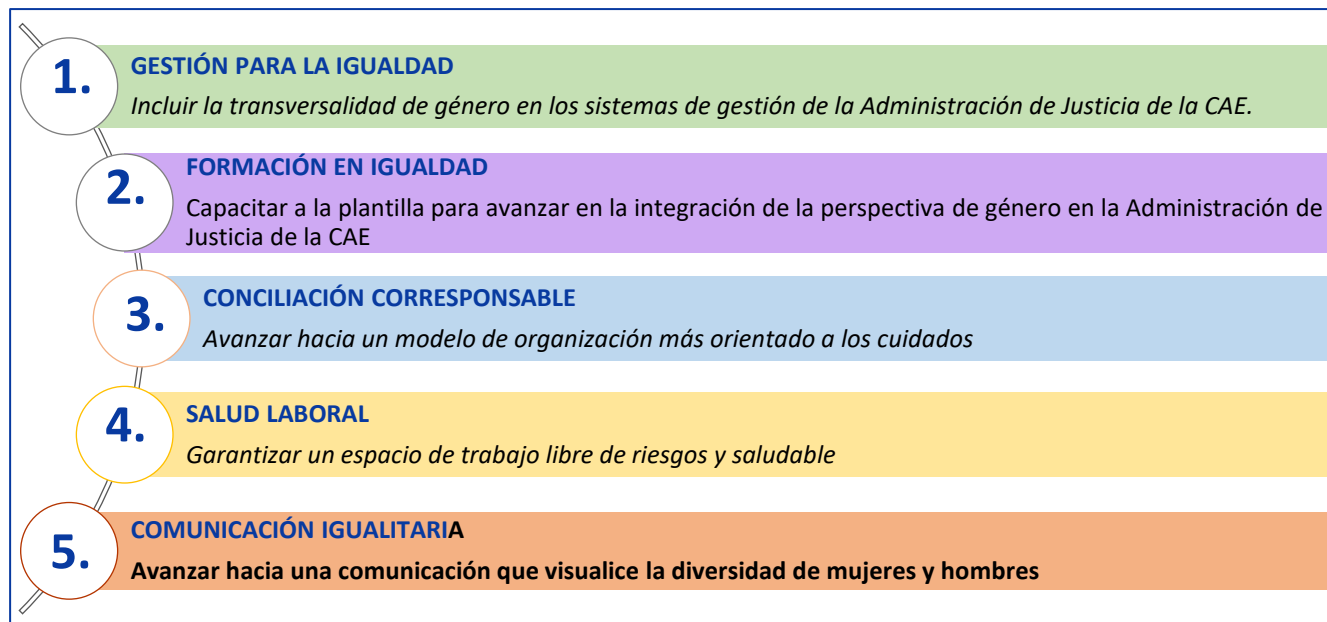 1.
GESTIÓN PARA LA IGUALDAD
Incluir la transversalidad de género en los sistemas de gestión de la Administración de Justicia de la CAE.
2.
FORMACIÓN EN IGUALDAD
Capacitar a la plantilla para avanzar en la integración de la perspectiva de género en la Administración de
Justicia de la CAE
3.
CONCILIACIÓN CORRESPONSABLE
Avanzar hacia un modelo de organización más orientado a los cuidados
4.
SALUD LABORAL
Garantizar un espacio de trabajo libre de riesgos y saludable
5.
COMUNICACIÓN IGUALITARIA
Avanzar hacia una comunicación que visualice la diversidad de mujeres y hombres